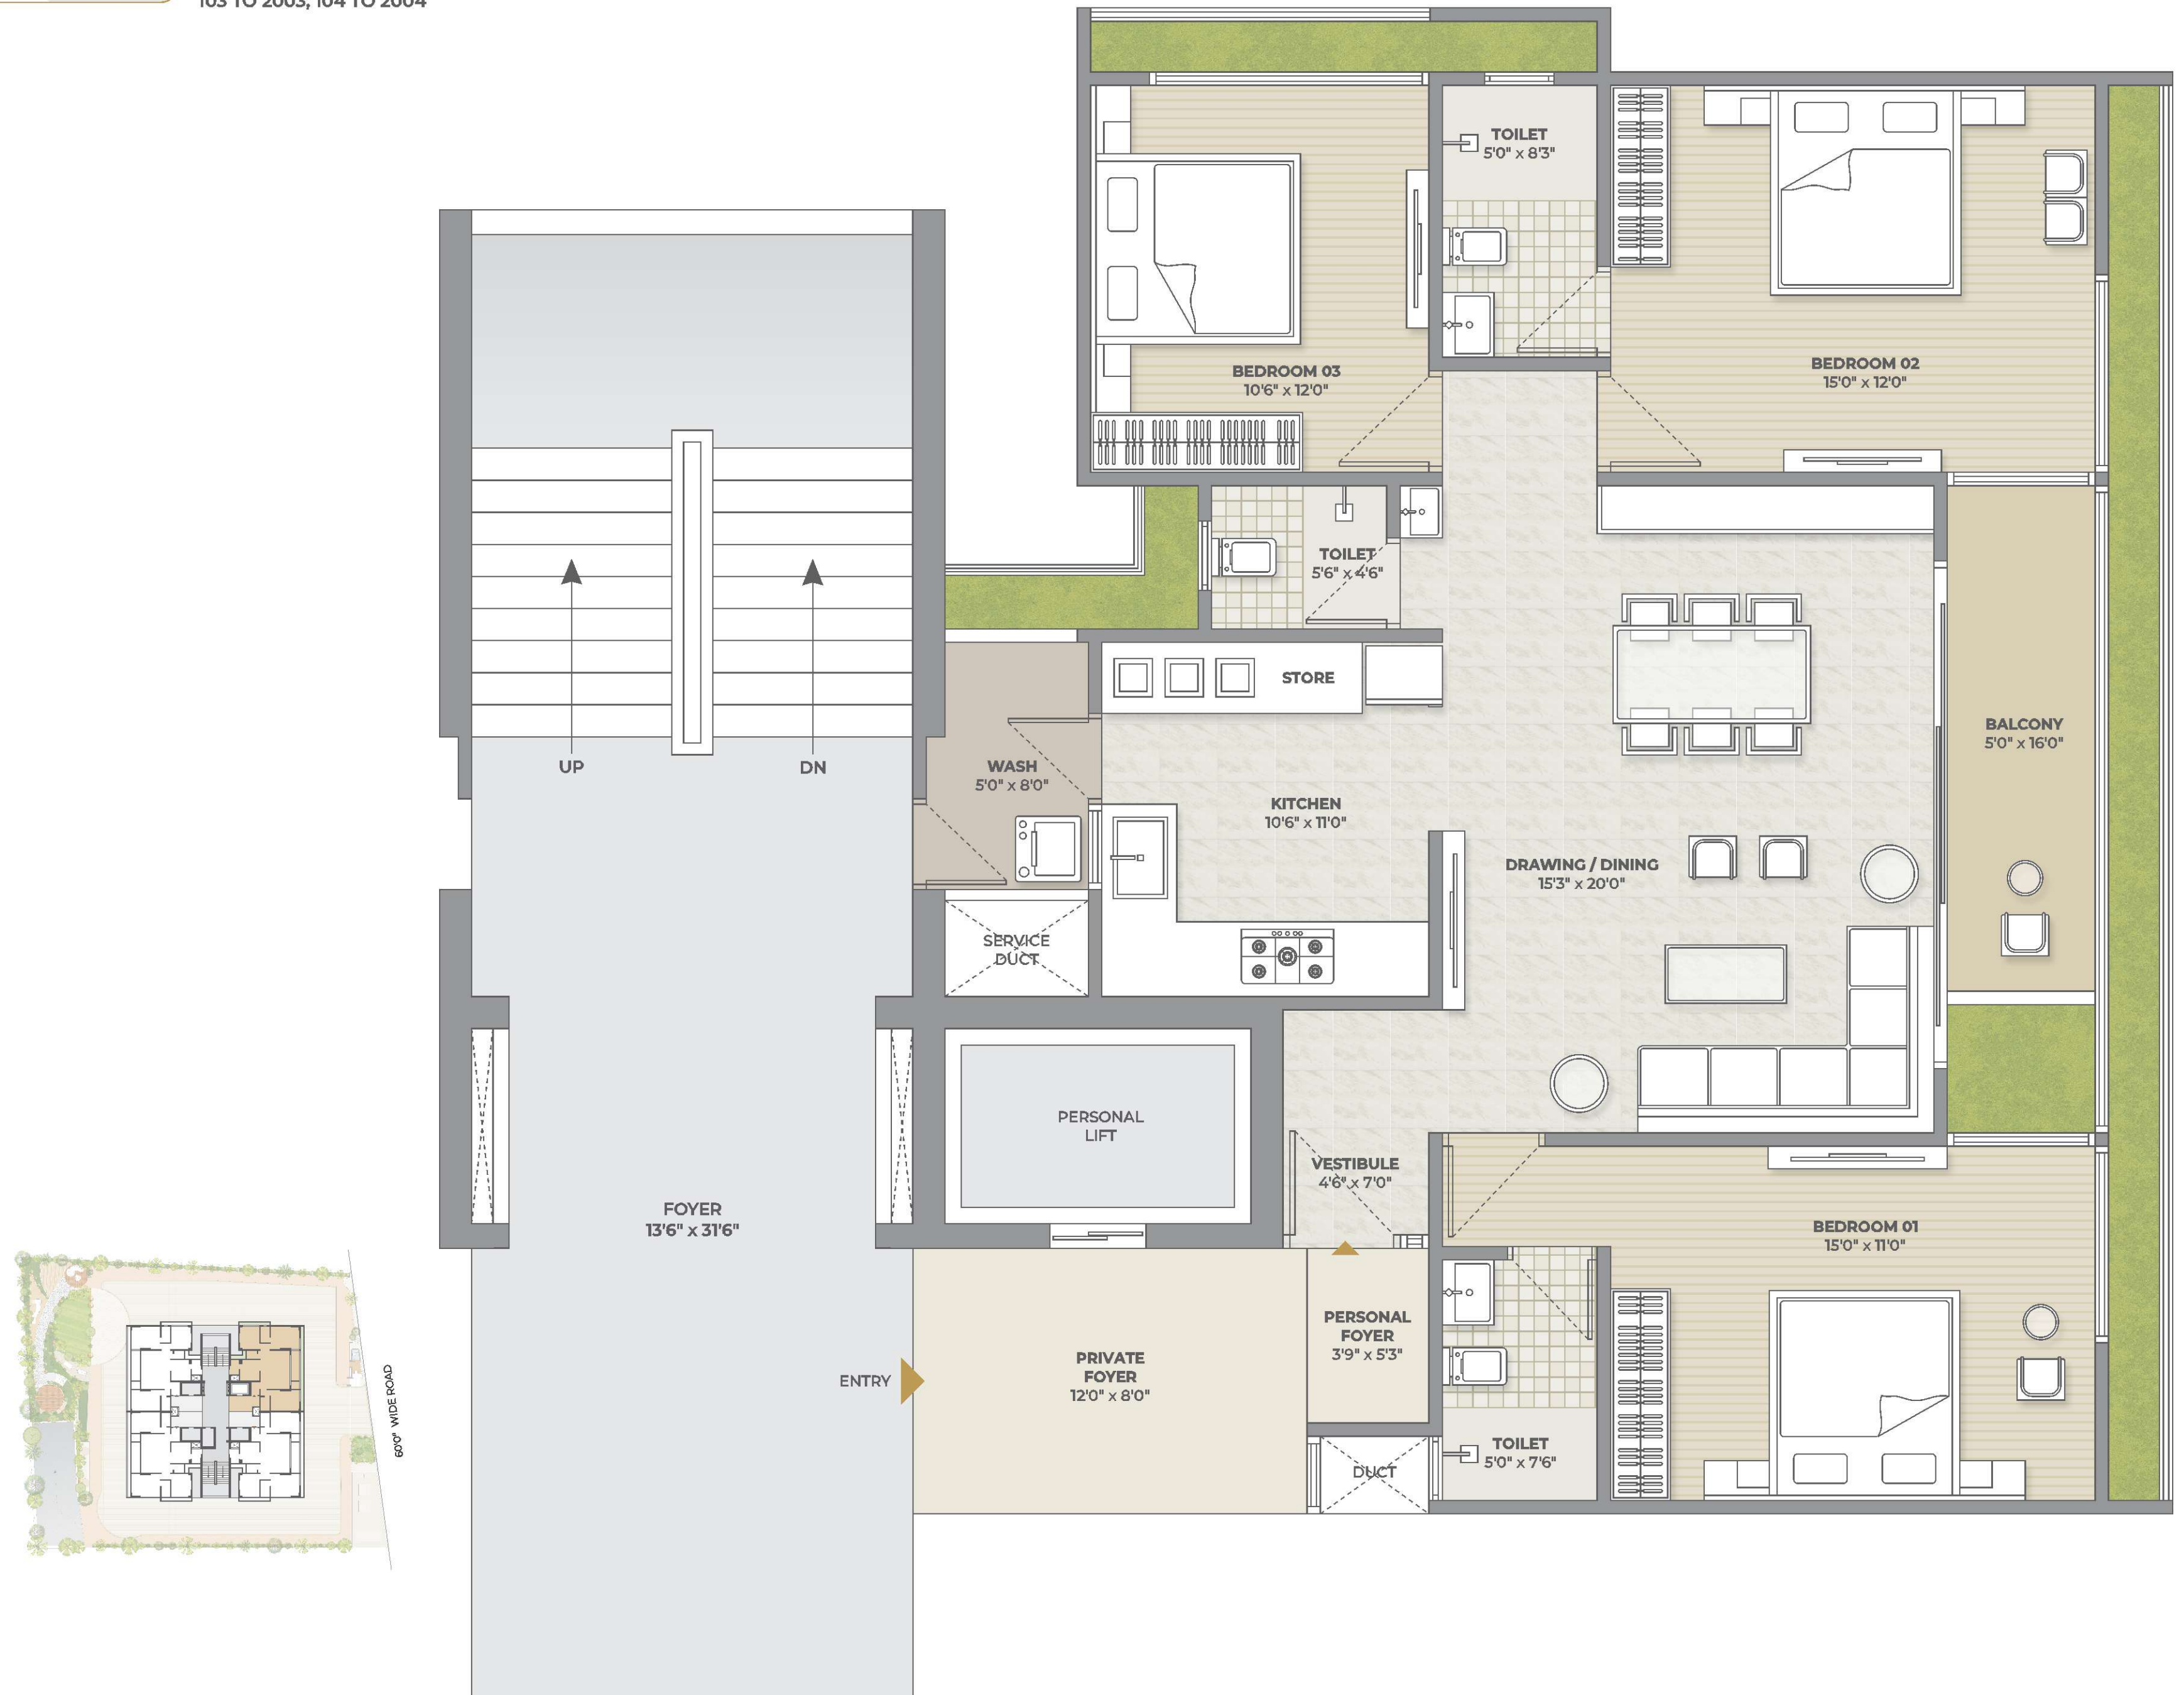 103 TO 2003, 104 TO 2004
TOILET
5'0" x 8'3"
BEDROOM 03
10'6" x 12'0"
BEDROOM 02
15'0" x 12'0"
TOILET
5'6" x 4'6"
STORE
BALCONY
5'0" x 16'0"
UP
DN
WASH
5'0" x 8'0"
KITCHEN
10'6" x 11'0"
DRAWING / DINING
15'3" x 20'0"
SERVICE
DUCT
PERSONAL
LIFT
VESTIBULE
4'6" x 7'0"
FOYER
13'6" x 31'6"
BEDROOM 01
15'0" x 11'0"
PERSONAL
FOYER
3'9" x 5'3"
PRIVATE
FOYER
12'0" x 8'0"
ENTRY
TOILET
5'0" x 7'6"
DUCT
60'0" WIDE ROAD